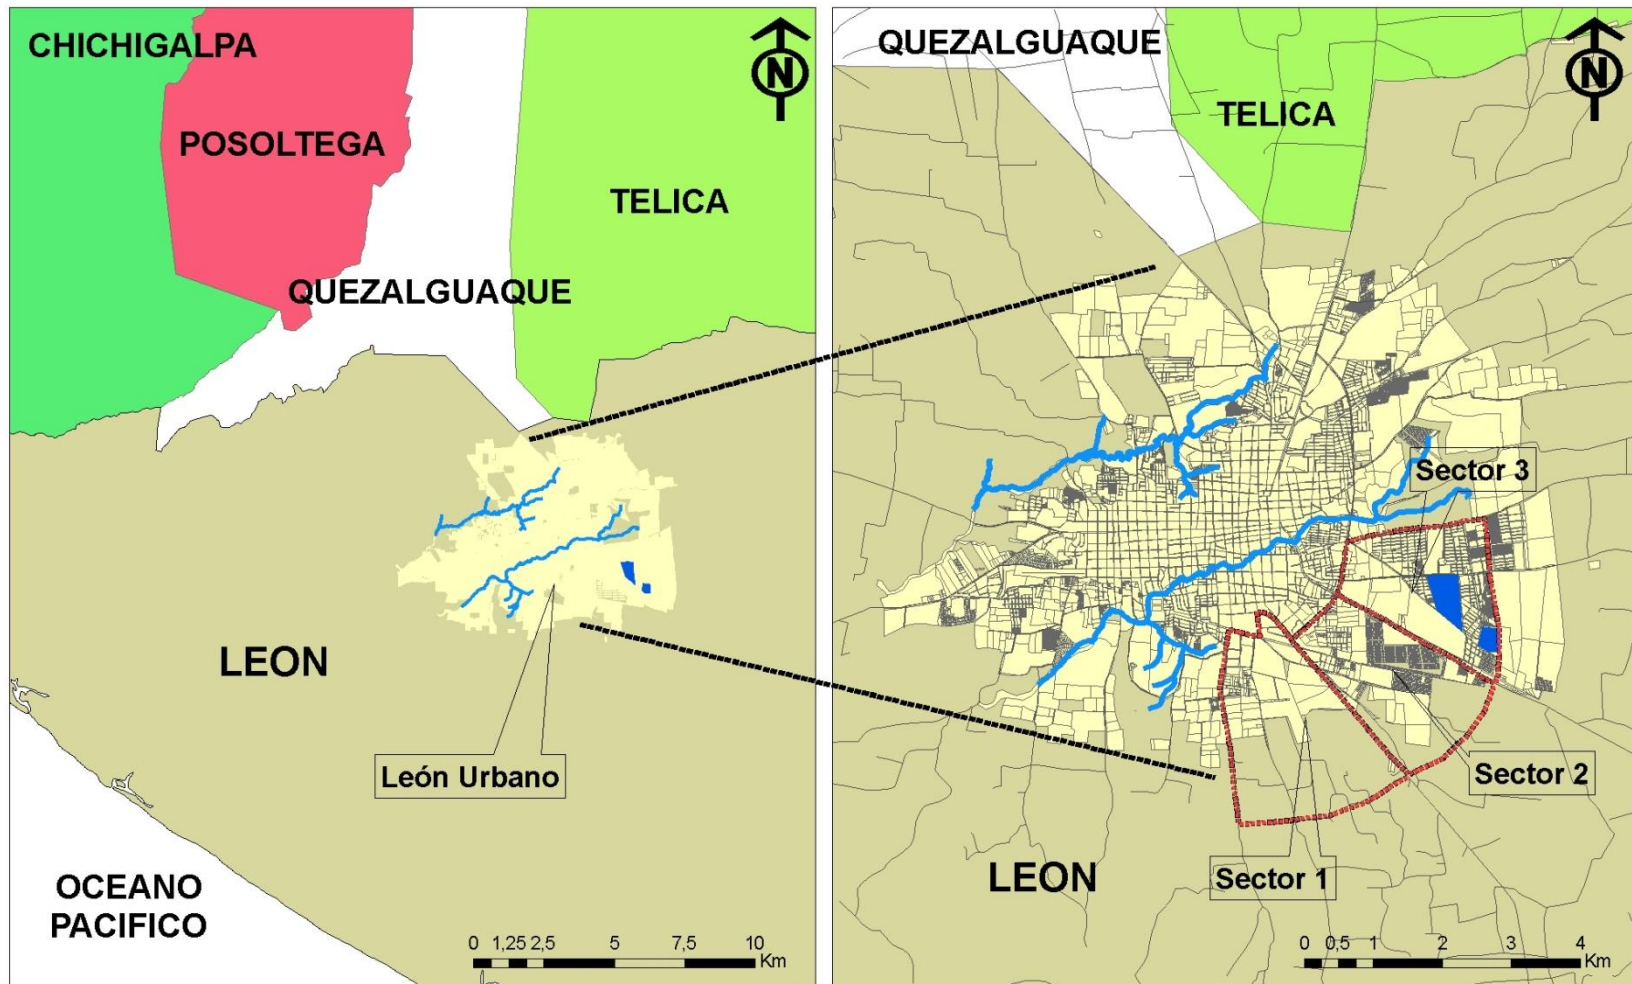 CHICHIGALPA
N
POSOLTEGA
TELICA
QUEZALGUAQUE
LEON
León Urbano
OCEANO
PACIFICO
0 1,25 2,5 5 7,5 10
Km
QUEZALGUAQUE
N
TELICA
Sector 3
Sector 2
LEON
Sector 1
0 0,5 1 2 3 4
Km